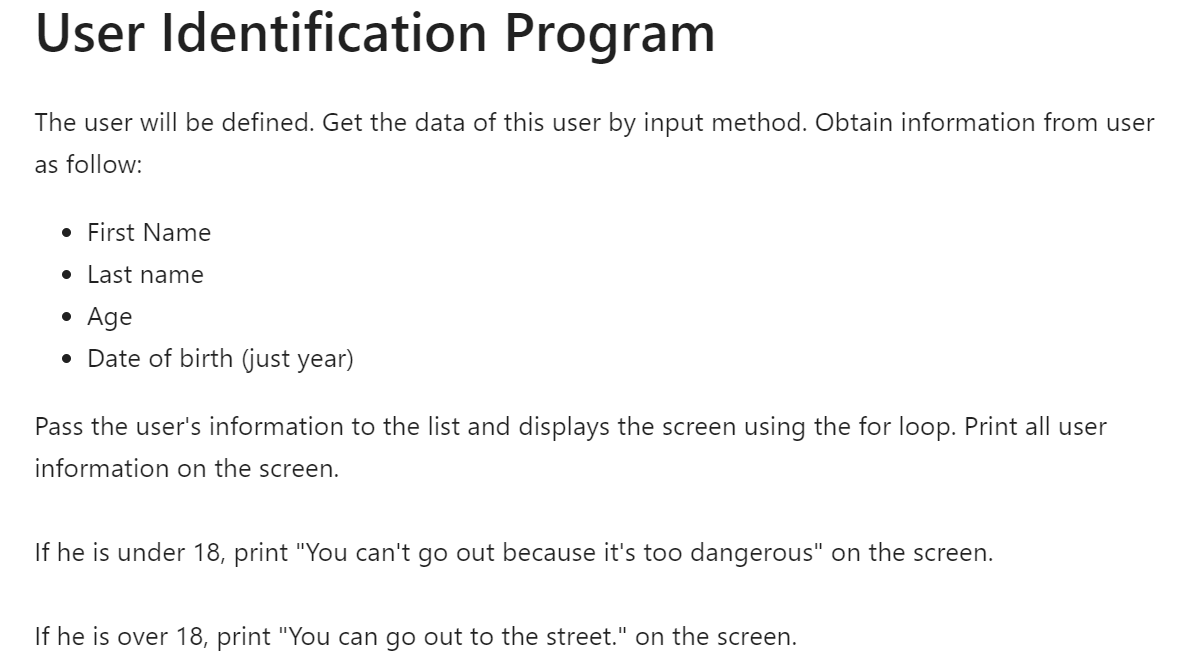 User Identification Program
The user will be defined. Get the data of this user by input method. Obtain information from user
as follow:
• First Name
• Last name
• Age
• Date of birth (just year)
Pass the user's information to the list and displays the screen using the for loop. Print all user
information on the screen.
If he is under 18, print "You can't go out because it's too dangerous" on the screen.
If he is over 18, print "You can go out to the street." on the screen.